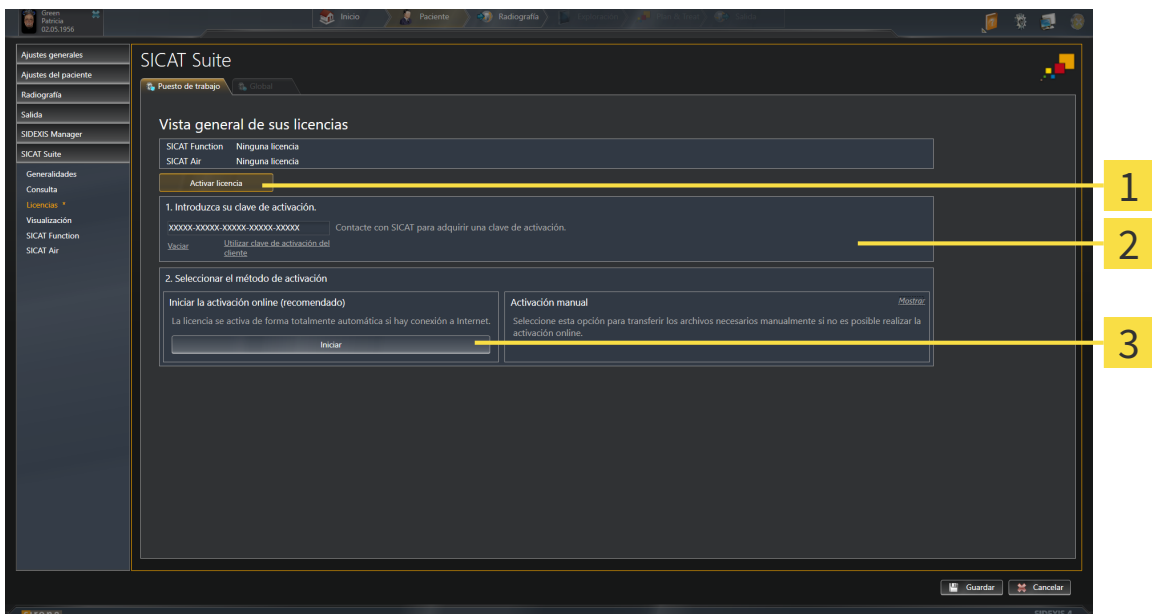 Green
Patricia
02.05.1956
Inicio
Paciente
Radiografía
Ajustes generales
Ajustes del paciente
Radiografía
Salida
SIDEXIS Manager
SICAT Suite
Generalidades
Consulta
Licencias *
Visualización
SICAT Function
SICAT Air
SICAT Suite
Puesto de trabajo
Global
Vista general de sus licencias
SICAT Function Ninguna licencia
SICAT Air Ninguna licencia
Activar licencia
1
1. Introduzca su clave de activación.
XXXXX-XXXXX-XXXXX-XXXXX-XXXXX Contacte con SICAT para adquirir una clave de activación.
Vaciar
Utilizar clave de activación del
cliente
2
2. Seleccionar el método de activación
Iniciar la activación online (recomendado)
La licencia se activa de forma totalmente automática si hay conexión a Internet.
Iniciar
Activación manual
Mostrar
Seleccione esta opción para transferir los archivos necesarios manualmente si no es posible realizar la
activación online.
3
Guardar
Cancelar
SIDEXIS 4